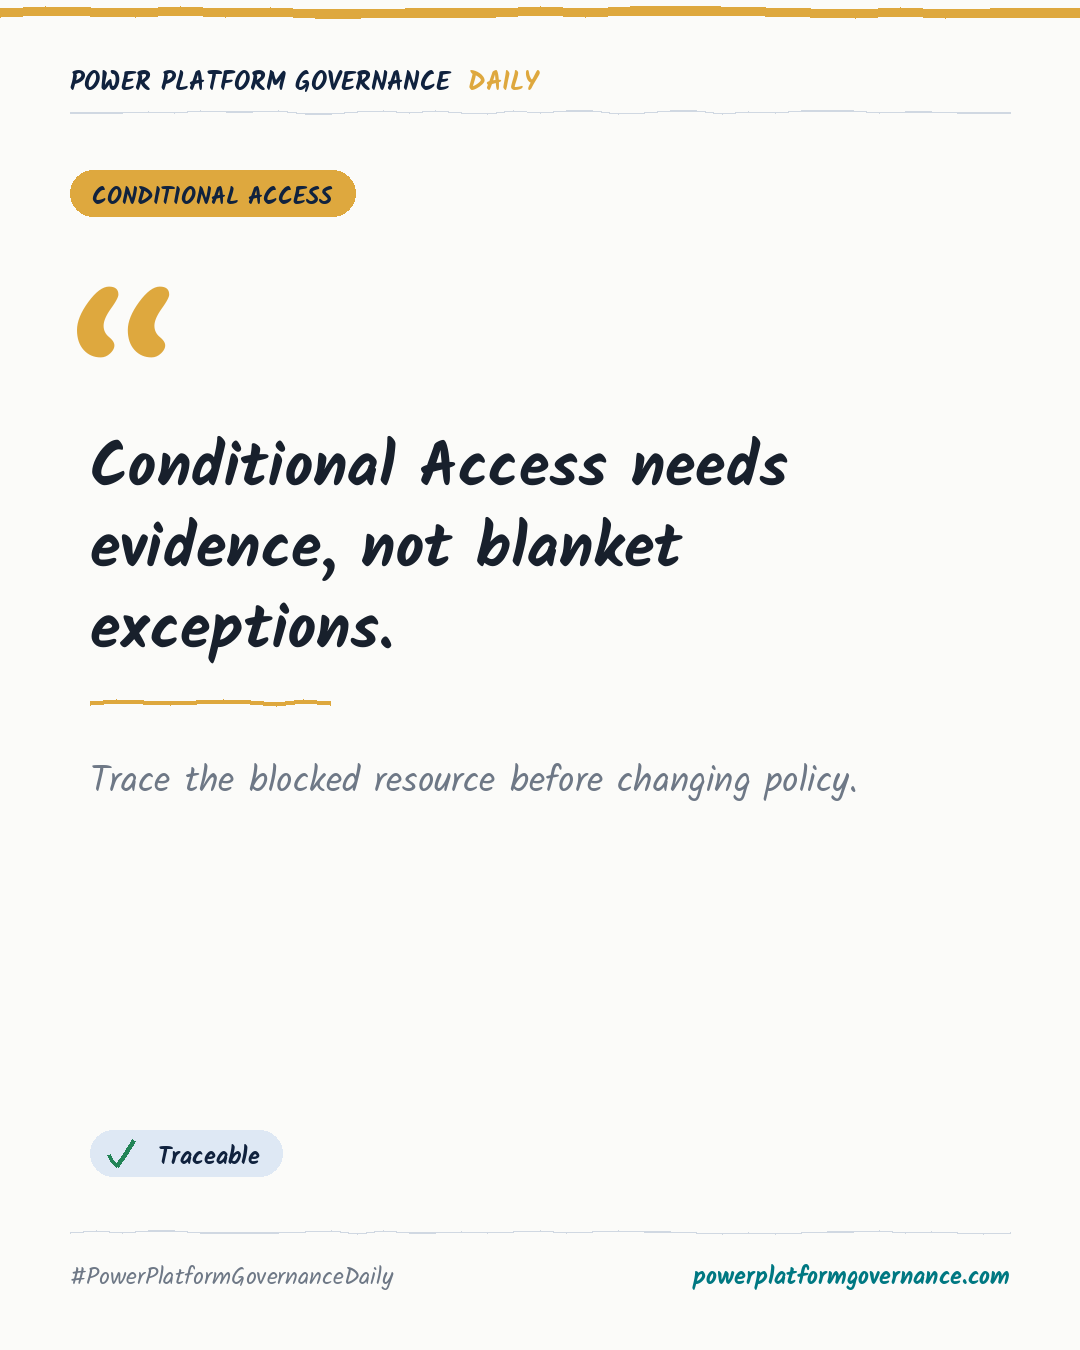 POWER PLATFORM GOVERNANCE DAILY
CONDITIONAL ACCESS
“
Conditional Access needs
evidence, not blanket
exceptions.
Trace the blocked resource before changing policy.
Traceable
#PowerPlatformGovernanceDaily
powerplatformgovernance.com